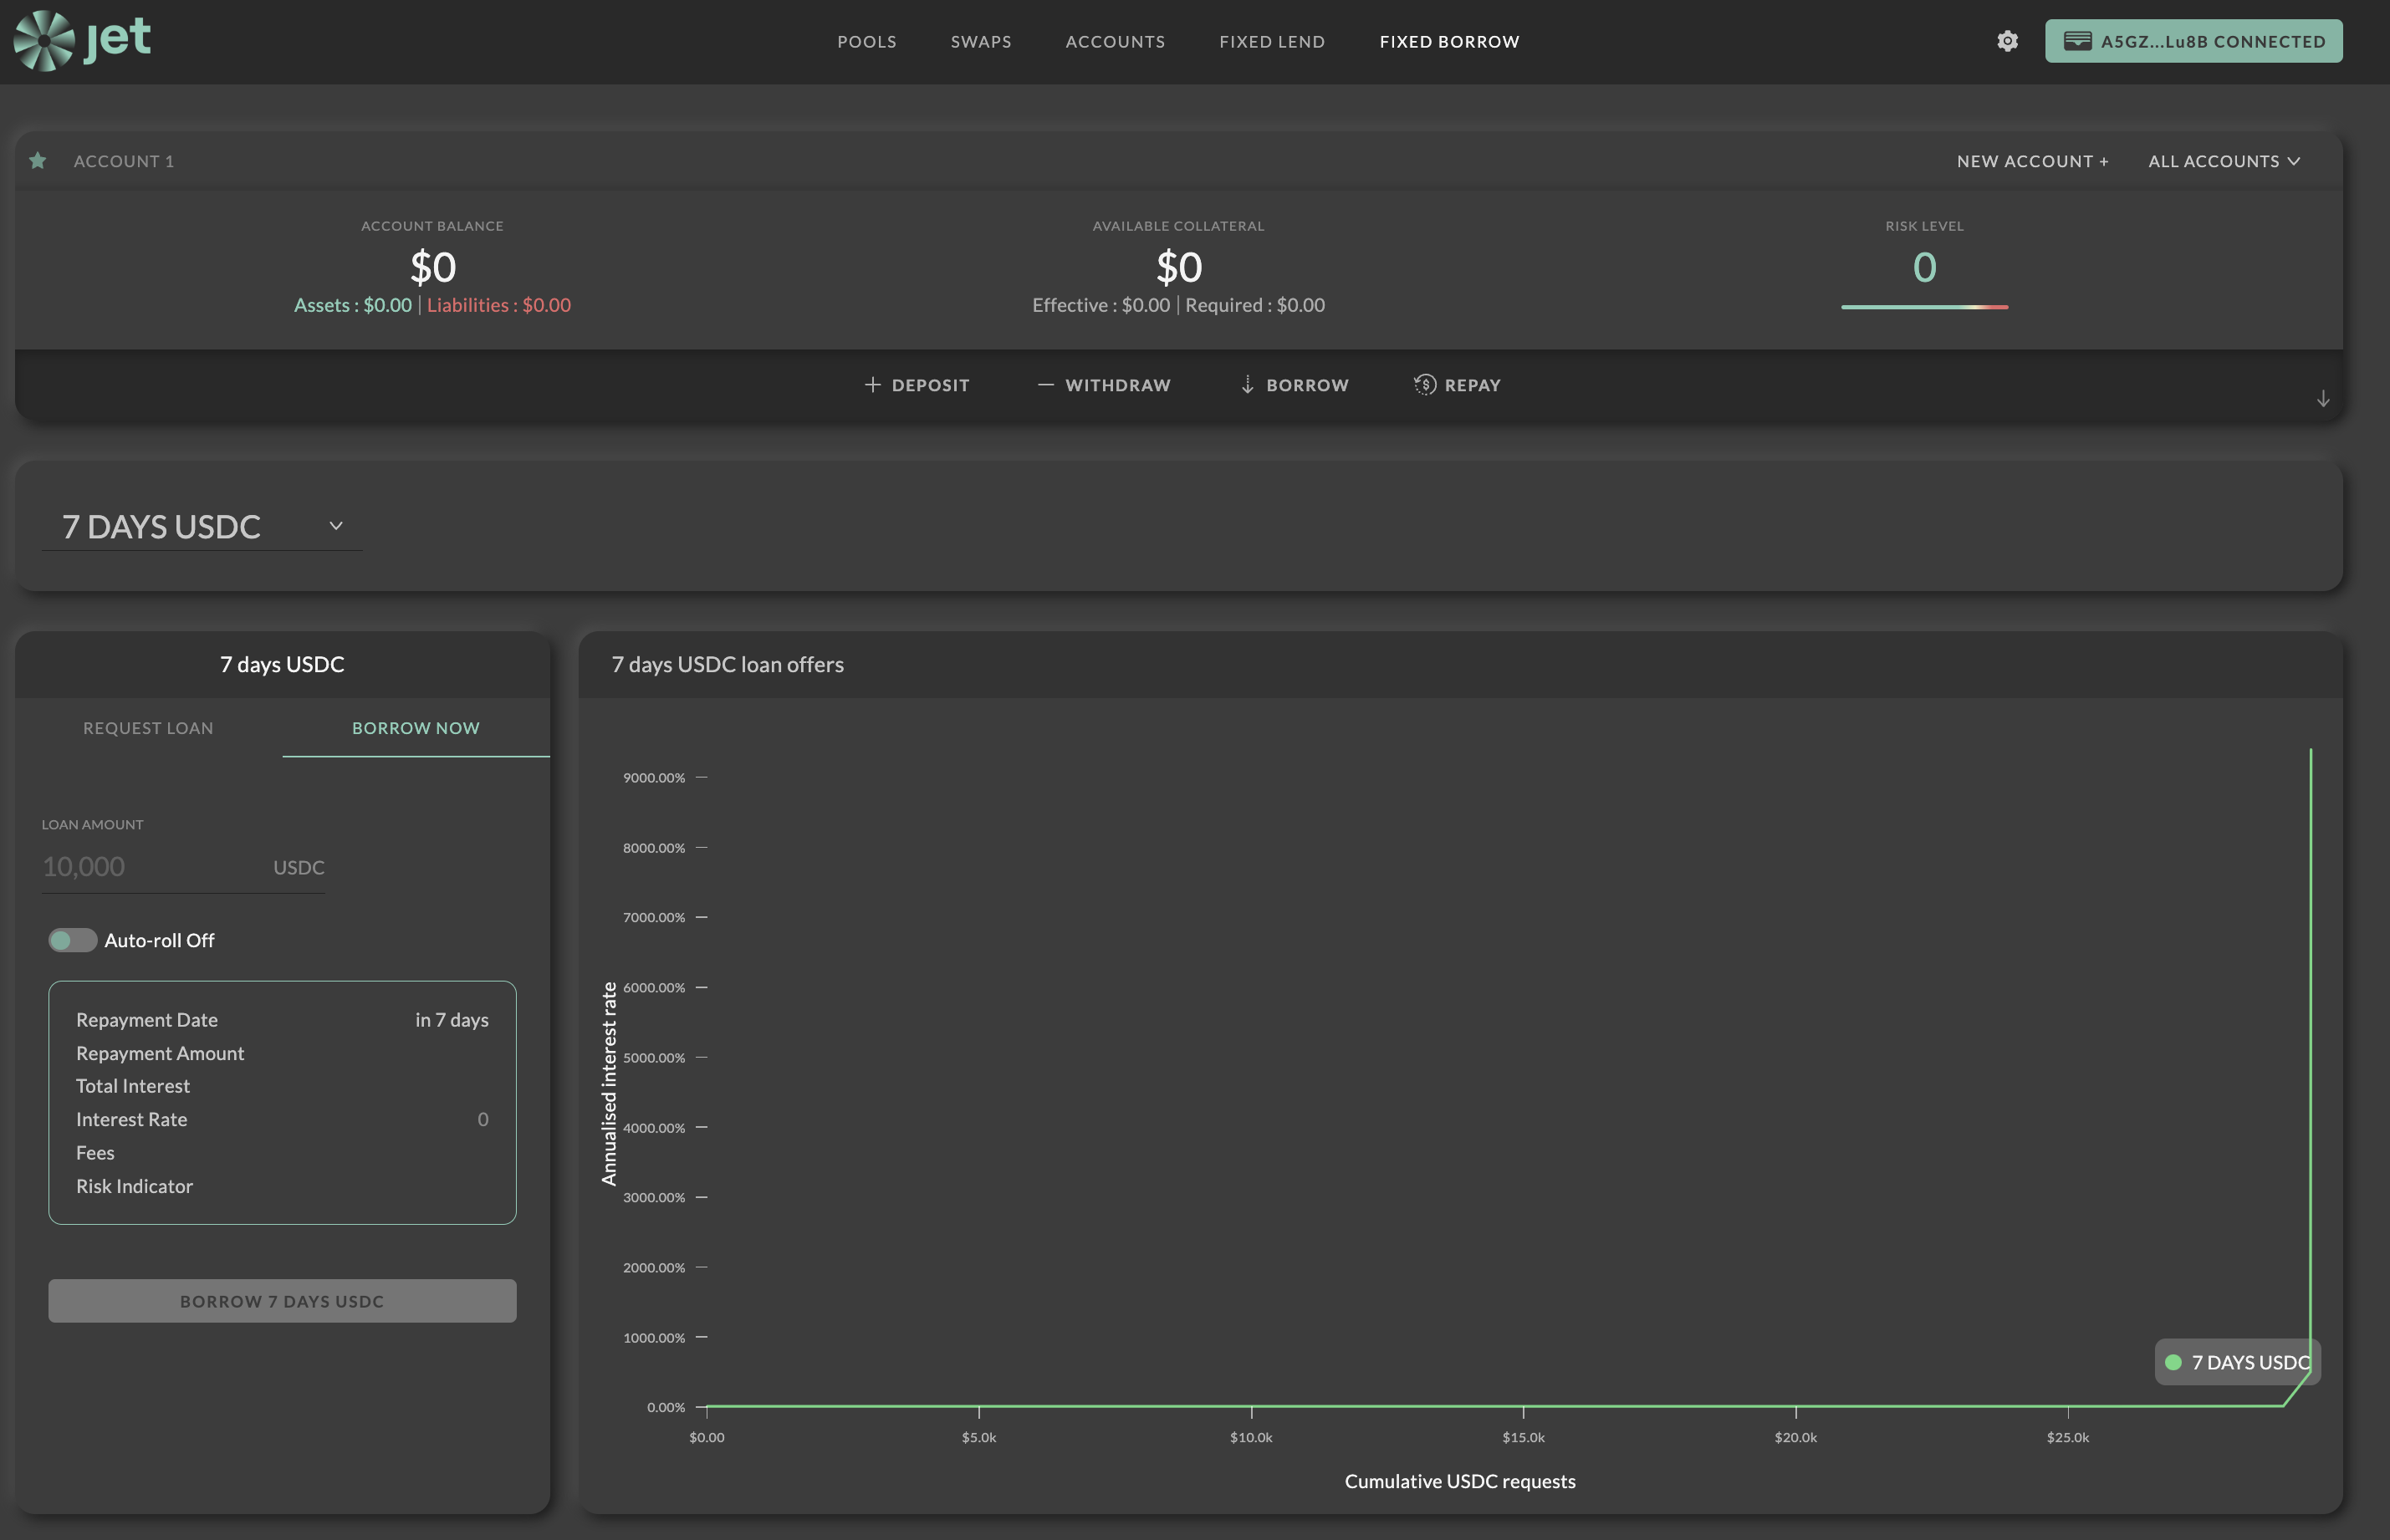 jet
POOLS
SWAPS
ACCOUNTS
FIXED LEND
FIXED BORROW
A5GZ...Lu8B CONNECTED
ACCOUNT 1
NEW ACCOUNT +
ALL ACCOUNTS
ACCOUNT BALANCE
$0
Assets : $0.00 | Liabilities : $0.00
AVAILABLE COLLATERAL
$0
Effective : $0.00 | Required : $0.00
RISK LEVEL
0
DEPOSIT
WITHDRAW
BORROW
REPAY
7 DAYS USDC
7 days USDC
REQUEST LOAN
BORROW NOW
LOAN AMOUNT
10,000 USDC
Auto-roll Off
Repayment Date in 7 days
Repayment Amount
Total Interest
Interest Rate 0
Fees
Risk Indicator
BORROW 7 DAYS USDC
7 days USDC loan offers
Annualised interest rate
9000.00%
8000.00%
7000.00%
6000.00%
5000.00%
4000.00%
3000.00%
2000.00%
1000.00%
0.00%
7 DAYS USDC
$0.00
$5.0k
$10.0k
$15.0k
$20.0k
$25.0k
Cumulative USDC requests